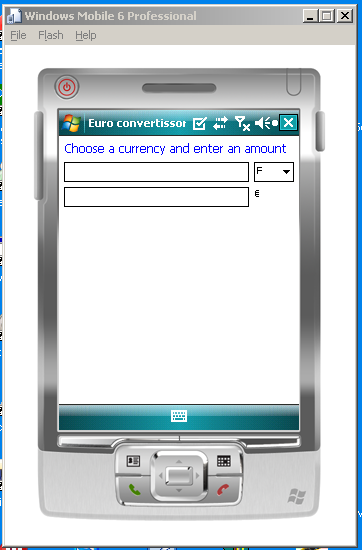 Windows Mobile 6 Professional
File Flash Help
Euro convertissor
Choose a currency and enter an amount
F
€